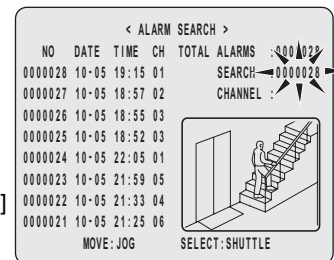 < ALARM SEARCH >
NO DATE TIME CH TOTAL ALARMS :0000028
0000028 10-05 19:15 01 SEARCH :0000028
0000027 10-05 18:57 02 CHANNEL :
0000026 10-05 18:55 03
0000025 10-05 18:52 03
0000024 10-05 22:05 01
0000023 10-05 21:59 05
0000022 10-05 21:33 04
0000021 10-05 21:25 06
MOVE:JOG SELECT:SHUTTLE
]